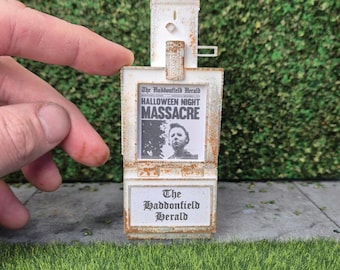 The Haddonfield Herald
HALLOWEEN NIGHT
MASSACRE
The
Haddonfield
Herald